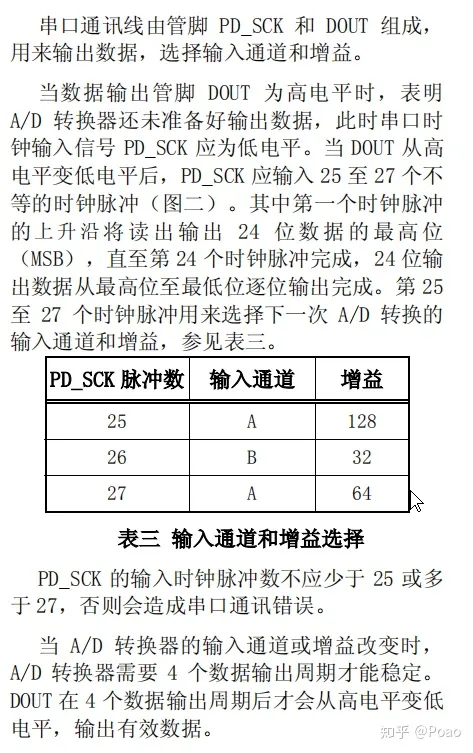 串口通讯线由管脚 PD_SCK 和 DOUT 组成，
用来输出数据，选择输入通道和增益。
当数据输出管脚 DOUT 为高电平时，表明
A/D 转换器还未准备好输出数据，此时串口时
钟输入信号 PD_SCK 应为低电平。当 DOUT 从高
电平变低电平后，PD_SCK 应输入 25 至 27 个不
等的时钟脉冲（图二）。其中第一个时钟脉冲
的上升沿将读出输出 24 位数据的最高位
（MSB），直至第 24 个时钟脉冲完成，24 位输
出数据从最高位至最低位逐位输出完成。第 25
至 27 个时钟脉冲用来选择下一次 A/D 转换的
输入通道和增益，参见表三。
PD_SCK 脉冲数 输入通道 增益
25 A 128
26 B 32
27 A 64
表三 输入通道和增益选择
PD_SCK 的输入时钟脉冲数不应少于 25 或多
于 27，否则会造成串口通讯错误。
当 A/D 转换器的输入通道或增益改变时，
A/D 转换器需要 4 个数据输出周期才能稳定。
DOUT 在 4 个数据输出周期后才会从高电平变低
电平，输出有效数据。
知乎 @Poao